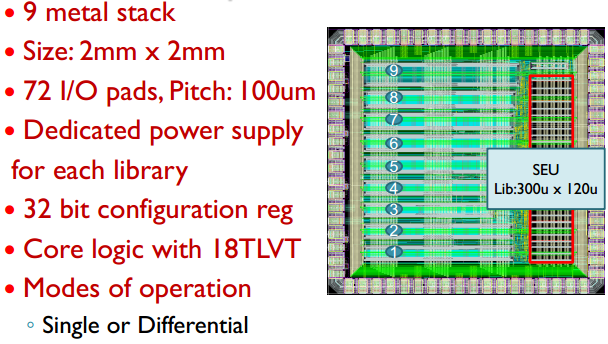 • 9 metal stack
• Size: 2mm x 2mm
• 72 I/O pads, Pitch: 100um
• Dedicated power supply
for each library
• 32 bit configuration reg
• Core logic with 18TLVT
• Modes of operation
◦ Single or Differential
9
8
7
6
5
4
3
2
1
SEU
Lib:300u x 120u